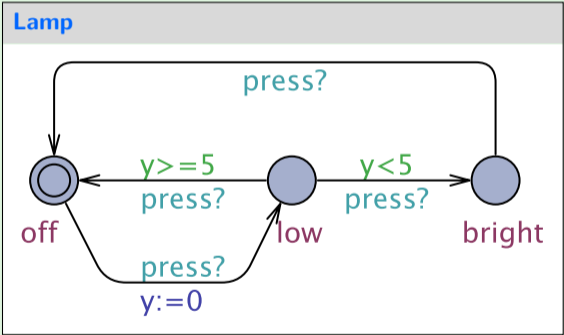 Lamp
press?
y>=5
press?
y<5
press?
off
low
bright
press?
y:=0